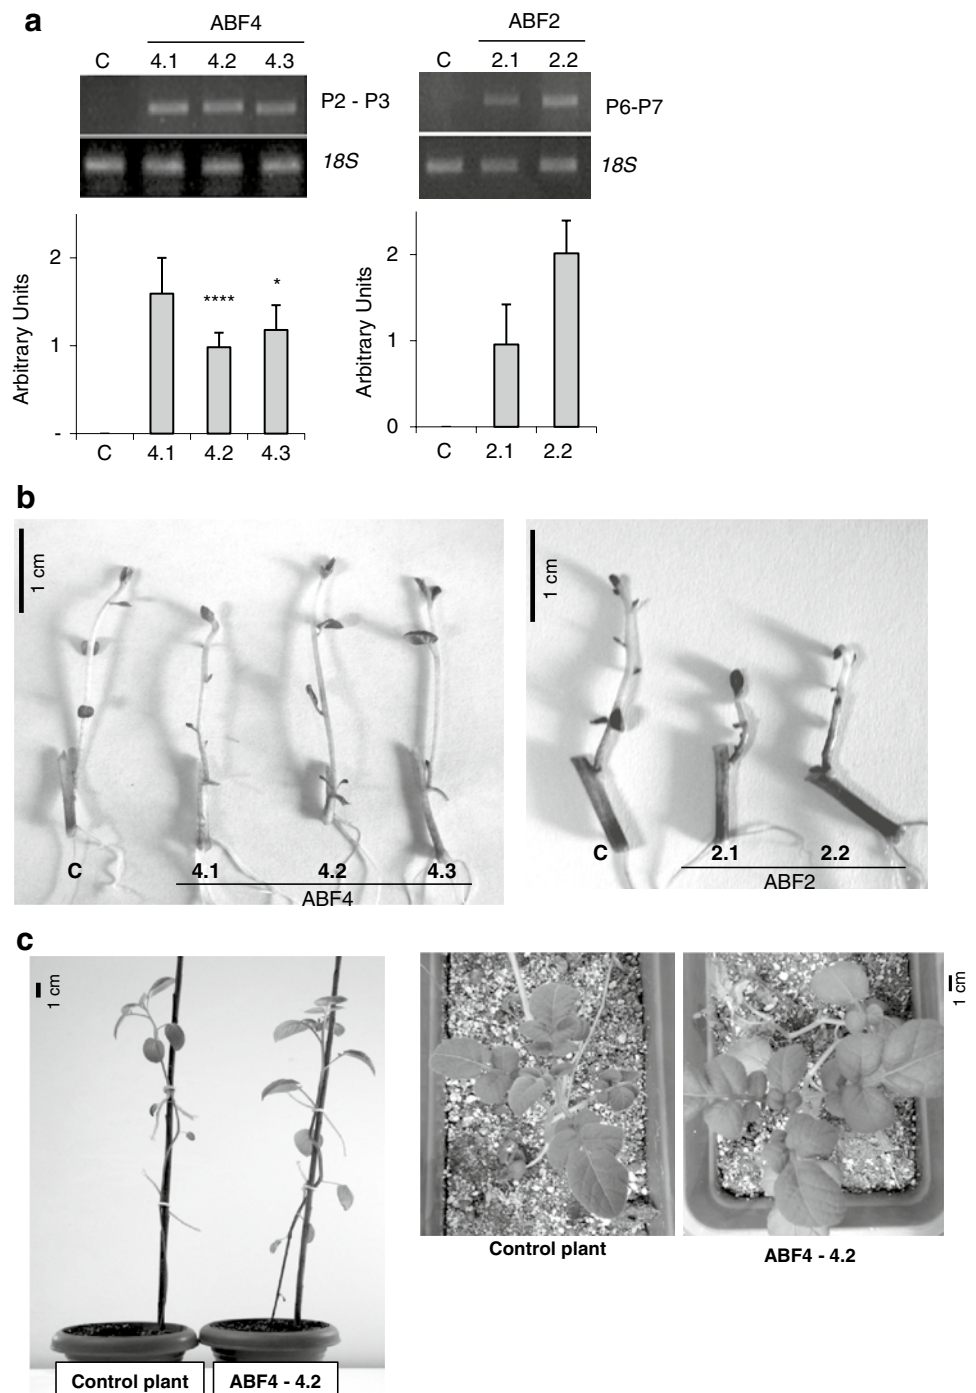 a
ABF4
C 4.1 4.2 4.3
P2 - P3
18S
ABF2
C 2.1 2.2
P6-P7
18S
Arbitrary Units
2
1
-
**** *
C 4.1 4.2 4.3
Arbitrary Units
2
1
0
C 2.1 2.2
b
1 cm
C 4.1 4.2 4.3
ABF4
1 cm
C 2.1 2.2
ABF2
c
1 cm
Control plant ABF4 - 4.2
1 cm
Control plant
ABF4 - 4.2